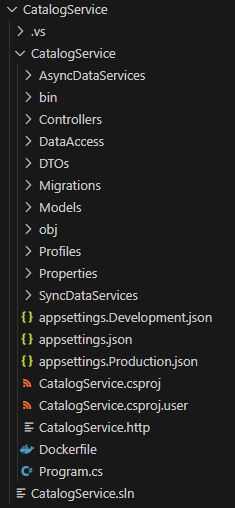 CatalogService
.vs
CatalogService
AsyncDataServices
bin
Controllers
DataAccess
DTOs
Migrations
Models
obj
Profiles
Properties
SyncDataServices
appsettings.Development.json
appsettings.json
appsettings.Production.json
CatalogService.csproj
CatalogService.csproj.user
CatalogService.http
Dockerfile
Program.cs
CatalogService.sln